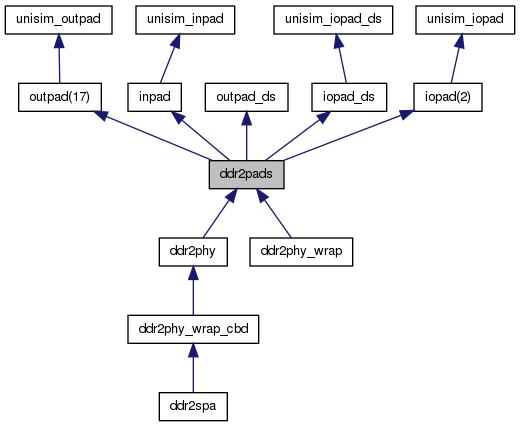 unisim_outpad
unisim_inpad
unisim_iopad_ds
unisim_iopad
outpad(17)
inpad
outpad_ds
iopad_ds
iopad(2)
ddr2pads
ddr2phy
ddr2phy_wrap
ddr2phy_wrap_cbd
ddr2spa